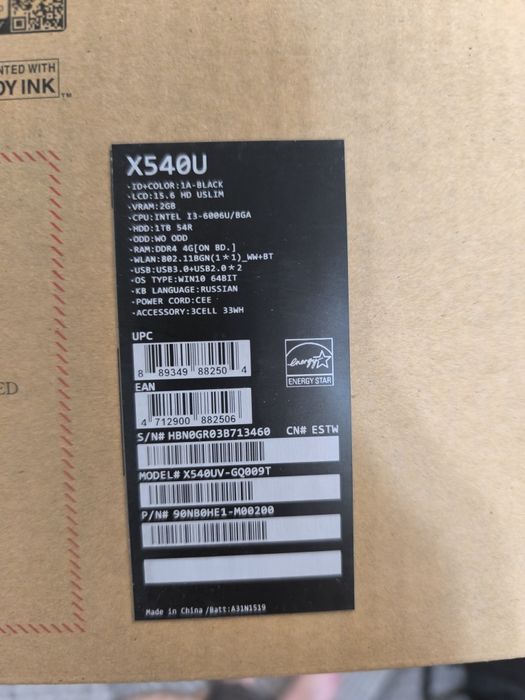 NTED WITH
OY INK™
ED
X540U
·ID+COLOR:1A-BLACK
·LCD:15.6 HD USLIM
·VRAM:2GB
·CPU:INTEL I3-6006U/BGA
·HDD:1TB 54R
·ODD:WO ODD
·RAM:DDR4 4G[ON BD.]
·WLAN:802.11BGN(1*1)_WW+BT
·USB:USB3.0+USB2.0*2
·OS TYPE:WIN10 64BIT
·KB LANGUAGE:RUSSIAN
·POWER CORD:CEE
·ACCESSORY:3CELL 33WH
UPC
8 89349 88250 4
energy
ENERGY STAR
EAN
4 712900 882506
S/N# HBN0GR03B713460 CN# ESTW
MODEL# X540UV-GQ009T
P/N# 90NB0HE1-M00200
Made in China /Batt:A31N1519